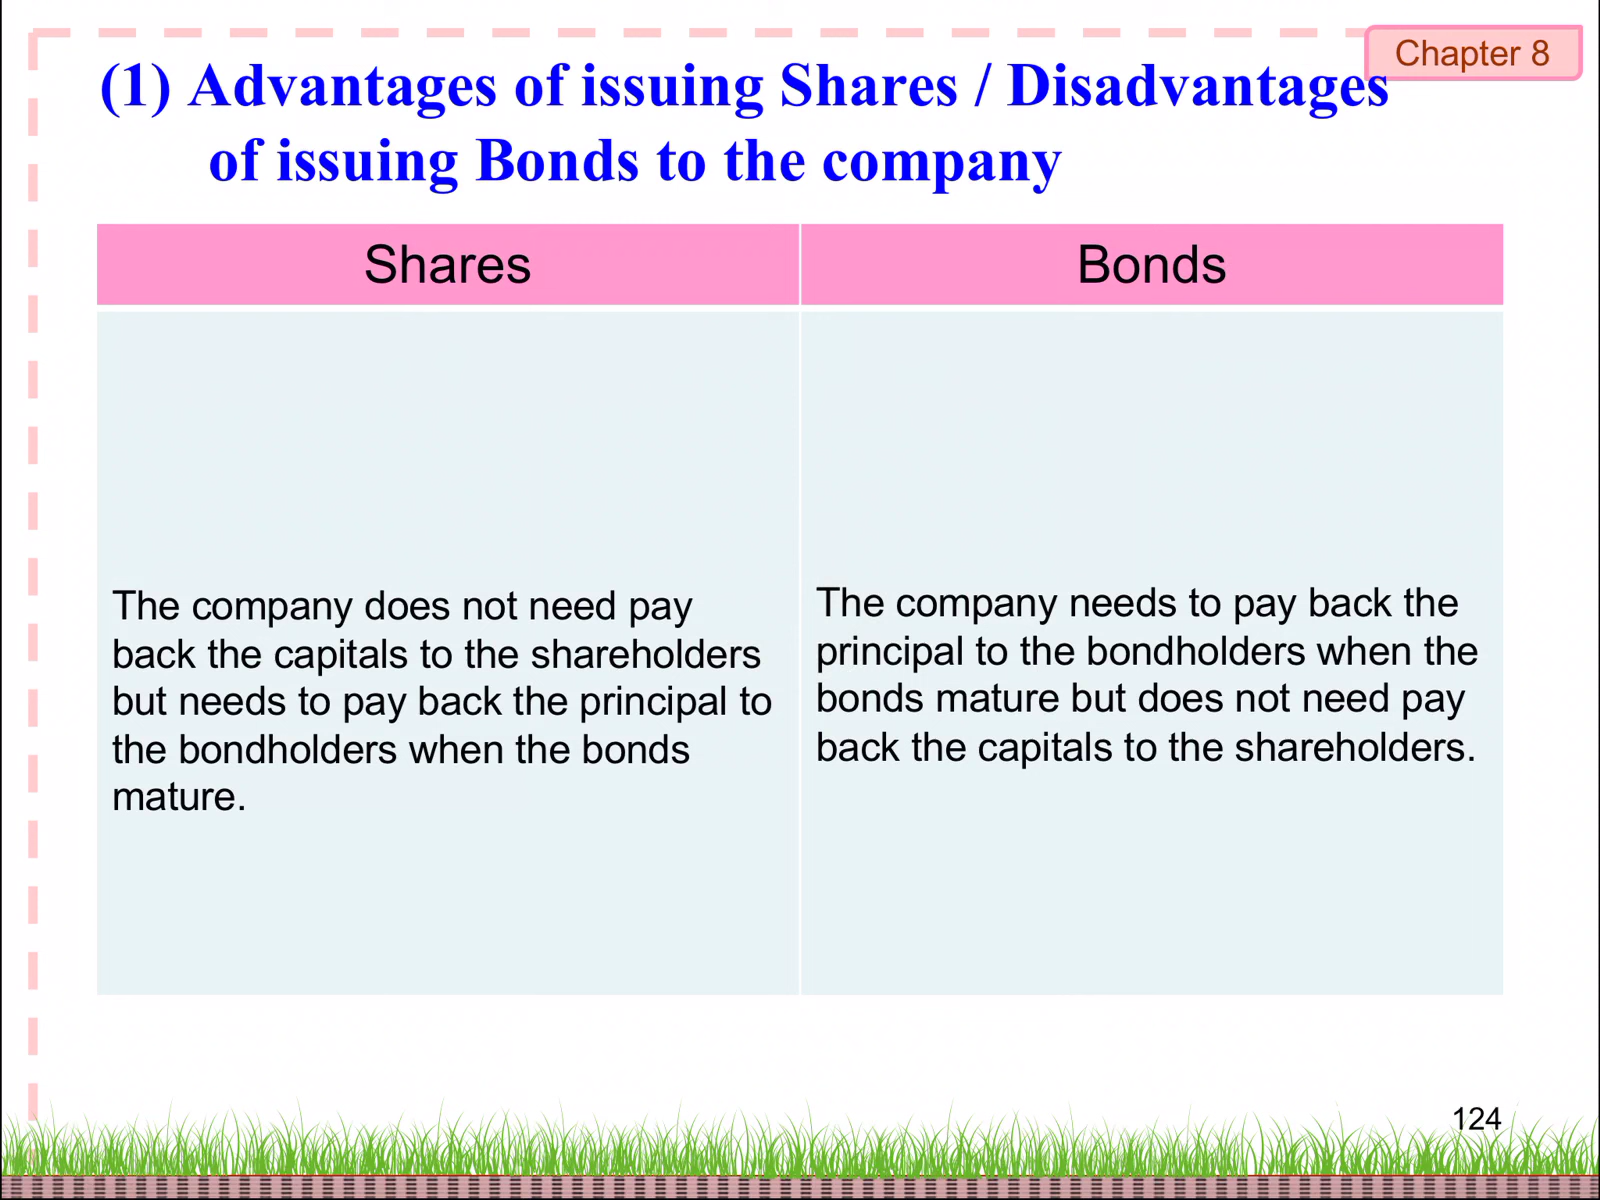 Chapter 8
(1) Advantages of issuing Shares / Disadvantages
of issuing Bonds to the company
Shares
Bonds
The company does not need pay
back the capitals to the shareholders
but needs to pay back the principal to
the bondholders when the bonds
mature.
The company needs to pay back the
principal to the bondholders when the
bonds mature but does not need pay
back the capitals to the shareholders.
124